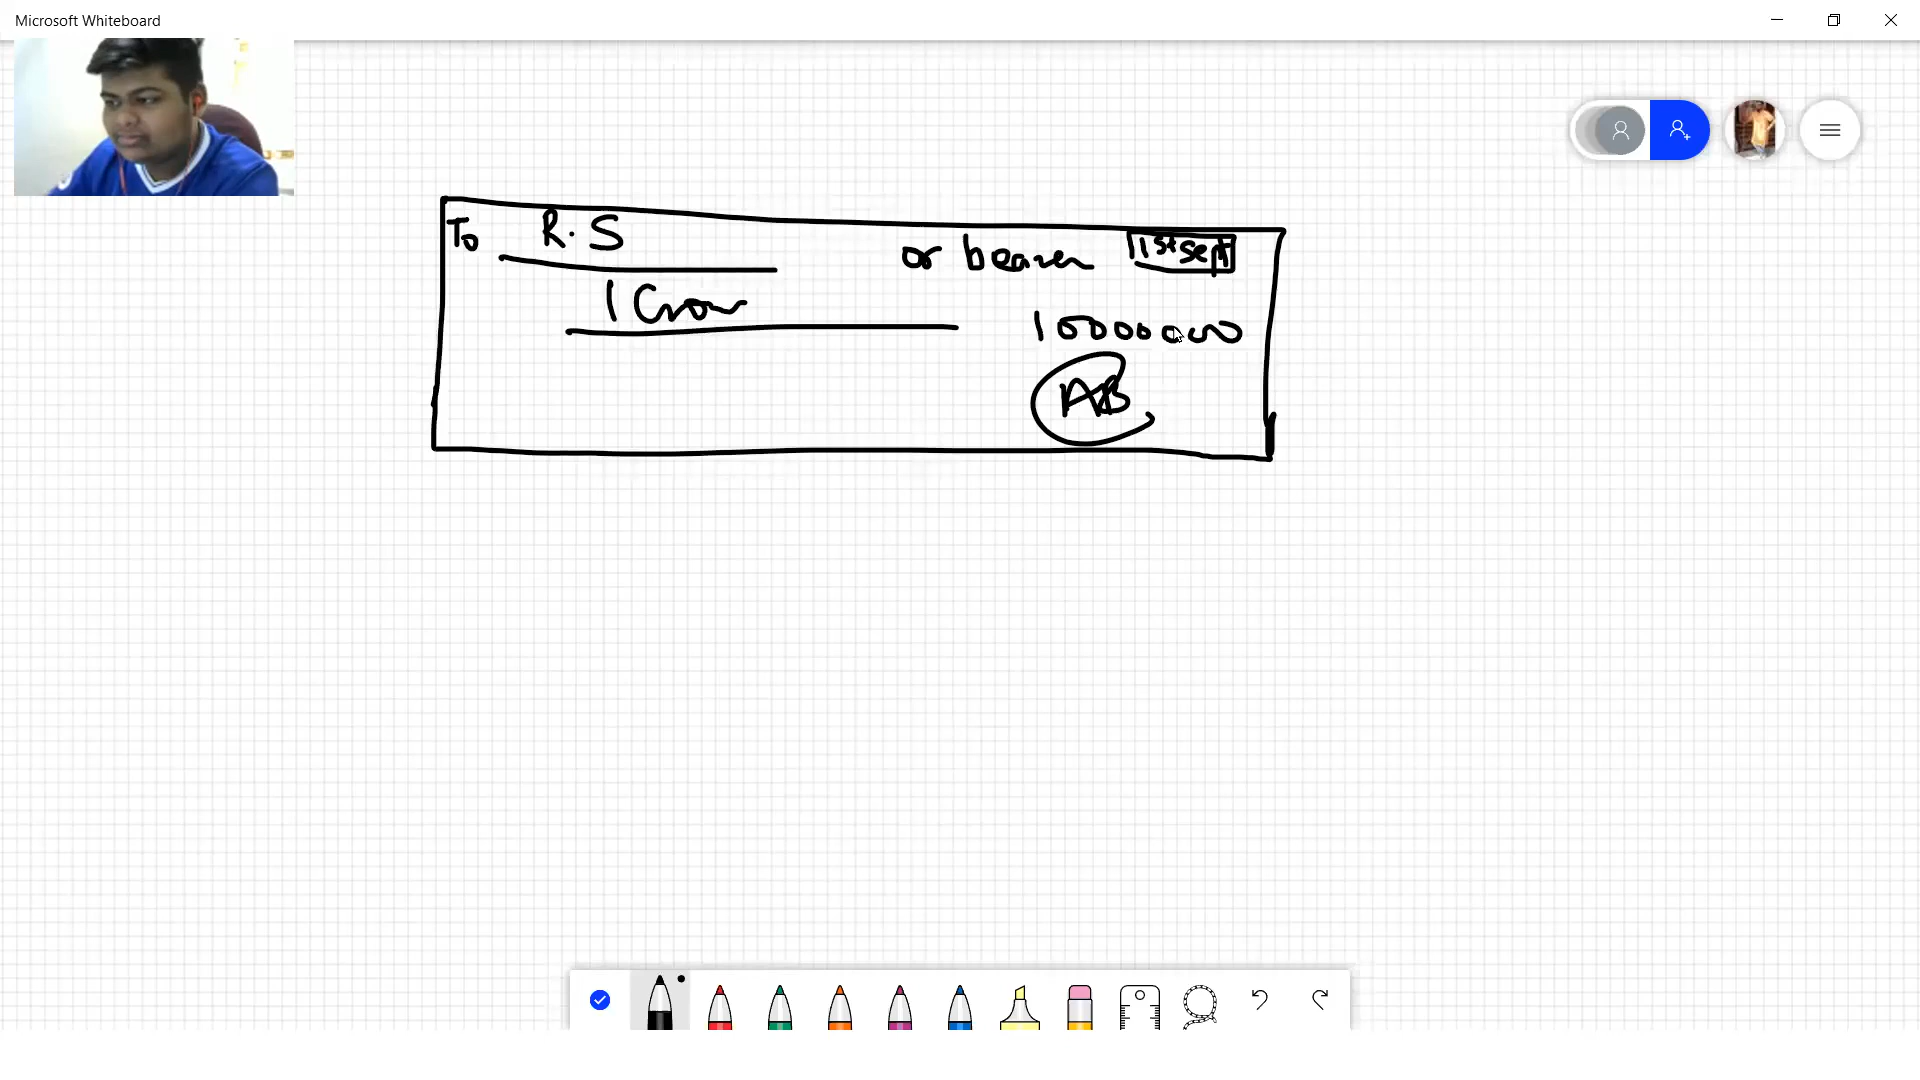 Microsoft Whiteboard
To R. S or bearer 1st Sept
1 Crore 10000000
AB